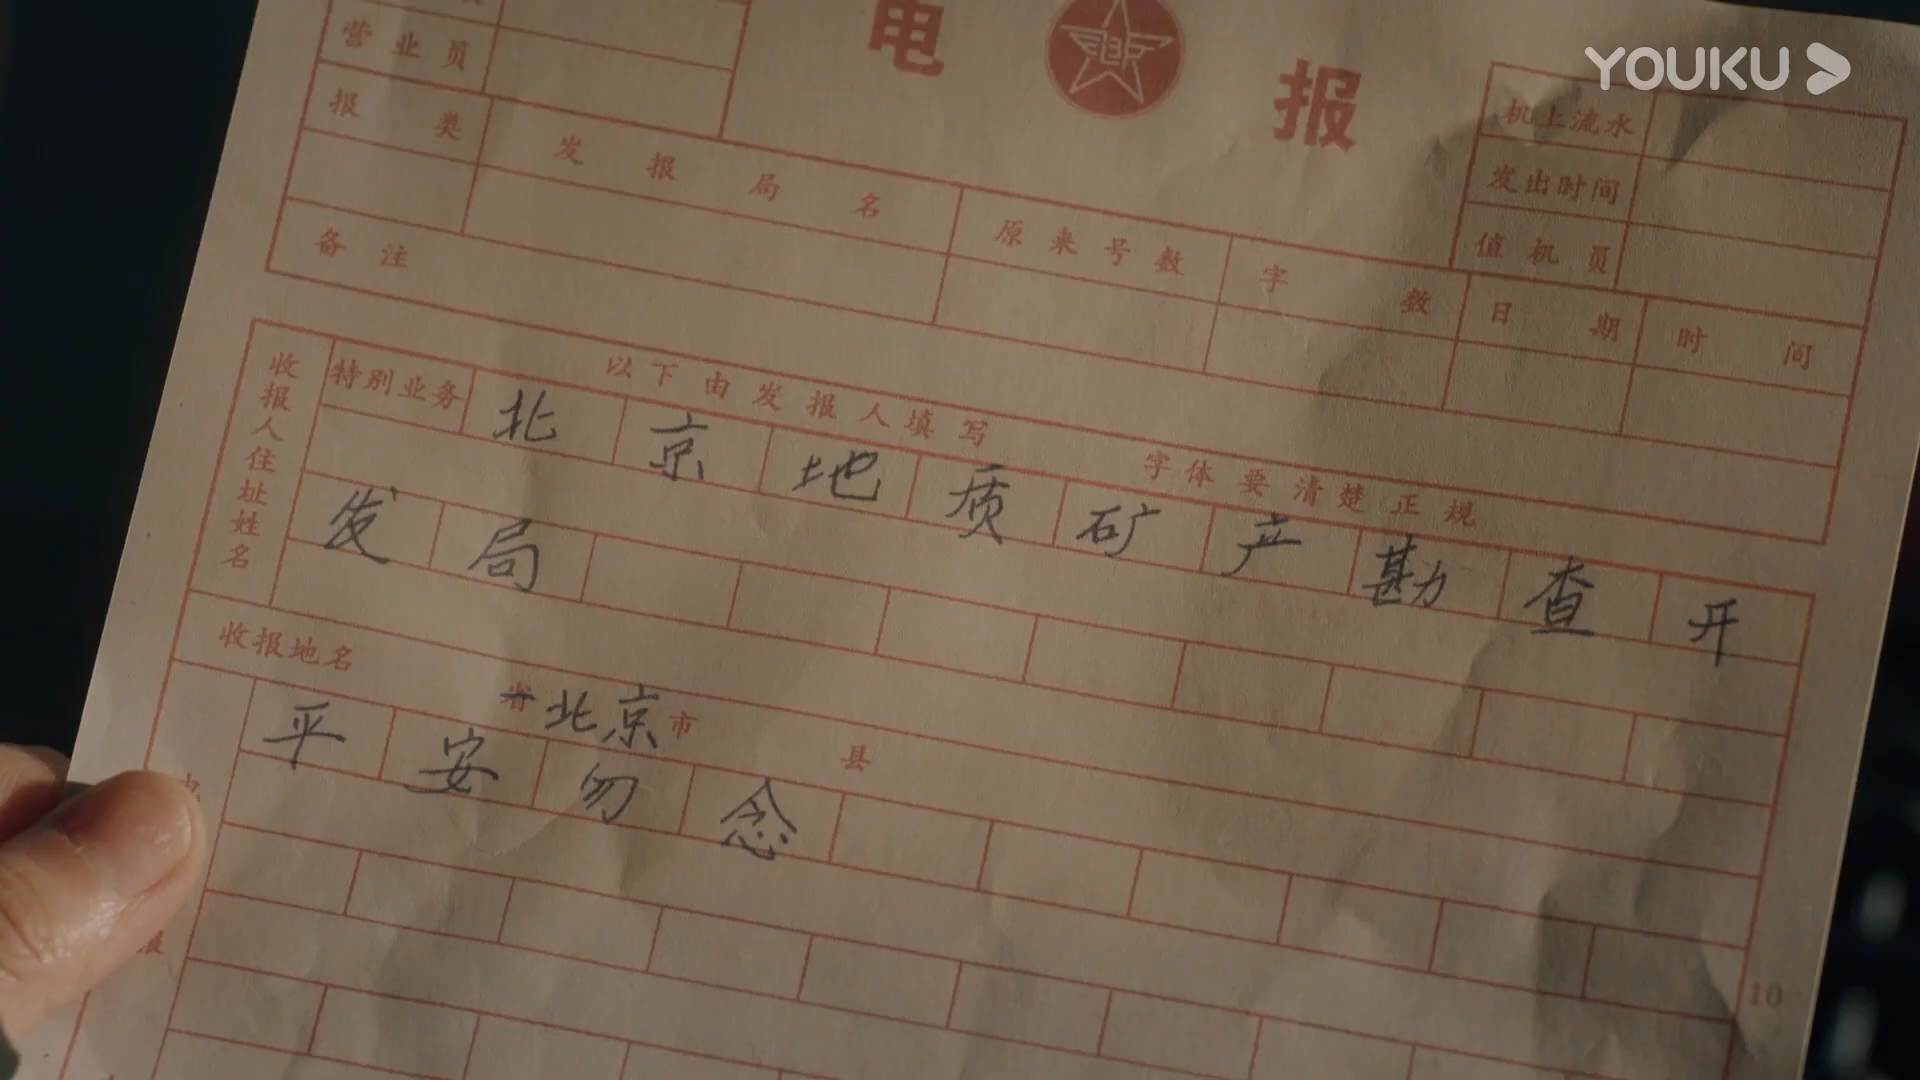 电报
YOUKU
营业员
机上流水
报类
发报局名
发出时间
原来号数
字数
值机员
备注
日期
时间
以下由发报人填写 字体要清楚正规
收报人住址姓名
特别业务
北京地质矿产勘查开
发局
收报地名
省北京市 县
平安勿念
报
10